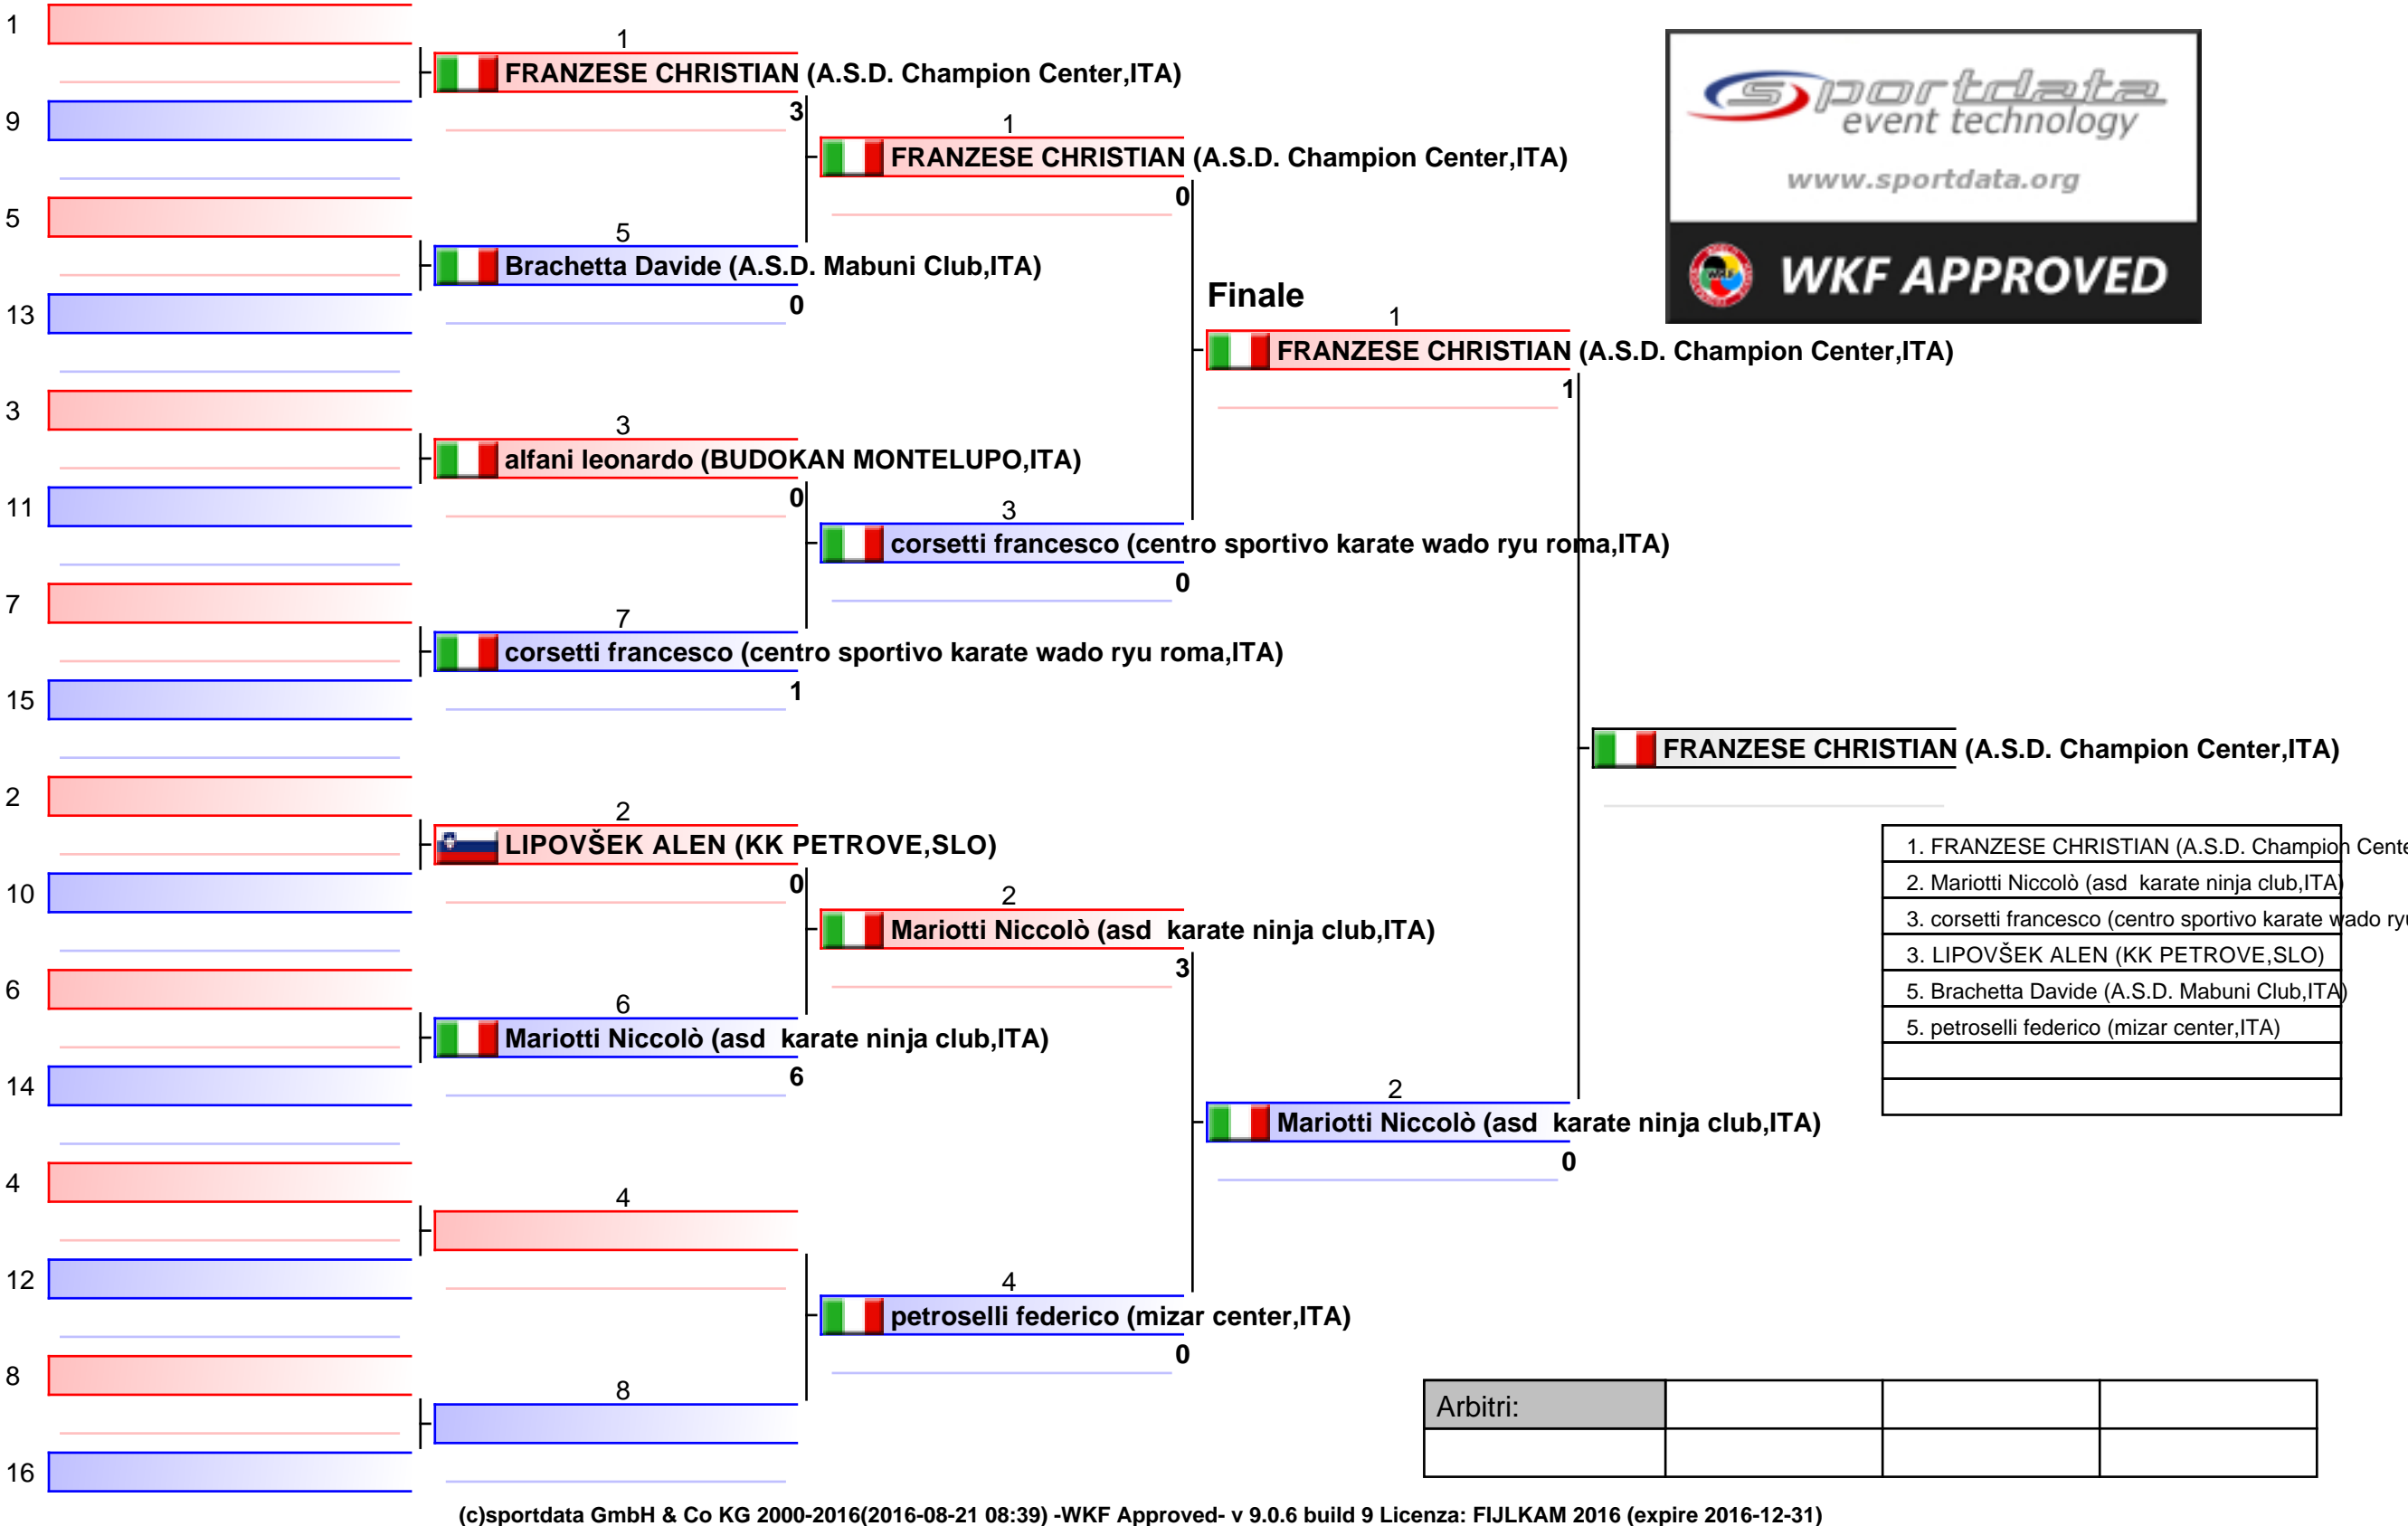 1
9
5
13
3
11
7
15
2
10
6
14
4
12
8
16
1
FRANZESE CHRISTIAN (A.S.D. Champion Center,ITA)
3
5
Brachetta Davide (A.S.D. Mabuni Club,ITA)
0
3
alfani leonardo (BUDOKAN MONTELUPO,ITA)
0
7
corsetti francesco (centro sportivo karate wado ryu roma,ITA)
1
2
LIPOVŠEK ALEN (KK PETROVE,SLO)
0
6
Mariotti Niccolò (asd  karate ninja club,ITA)
6
4
8
1
FRANZESE CHRISTIAN (A.S.D. Champion Center,ITA)
0
3
corsetti francesco (centro sportivo karate wado ryu roma,ITA)
0
2
Mariotti Niccolò (asd  karate ninja club,ITA)
3
4
petroselli federico (mizar center,ITA)
0
Finale
1
FRANZESE CHRISTIAN (A.S.D. Champion Center,ITA)
1
2
Mariotti Niccolò (asd  karate ninja club,ITA)
0
FRANZESE CHRISTIAN (A.S.D. Champion Center,ITA)
sportdata
event technology
www.sportdata.org
WKF
WKF APPROVED
1. FRANZESE CHRISTIAN (A.S.D. Champion Cente
2. Mariotti Niccolò (asd  karate ninja club,ITA)
3. corsetti francesco (centro sportivo karate wado ryu
3. LIPOVŠEK ALEN (KK PETROVE,SLO)
5. Brachetta Davide (A.S.D. Mabuni Club,ITA)
5. petroselli federico (mizar center,ITA)
Arbitri:
(c)sportdata GmbH & Co KG 2000-2016(2016-08-21 08:39) -WKF Approved- v 9.0.6 build 9 Licenza: FIJLKAM 2016 (expire 2016-12-31)